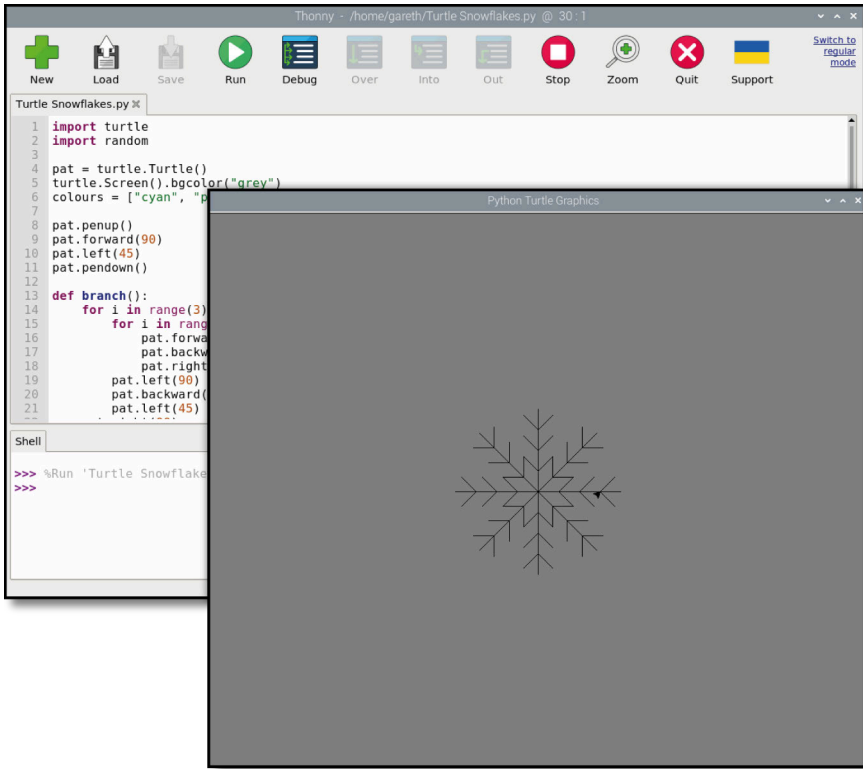 Thonny - /home/gareth/Turtle Snowflakes.py @ 30:1
New Load Save Run Debug Over Into Out Stop Zoom Quit Support
Switch to
regular
mode
Turtle Snowflakes.py
1 import turtle
2 import random
3
4 pat = turtle.Turtle()
5 turtle.Screen().bgcolor("grey")
6 colours = ["cyan", "p
7
8 pat.penup()
9 pat.forward(90)
10 pat.left(45)
11 pat.pendown()
12
13 def branch():
14 for i in range(3)
15 for i in rang
16 pat.forwa
17 pat.backw
18 pat.right
19 pat.left(90)
20 pat.backward(
21 pat.left(45)
Python Turtle Graphics
Shell
>>> %Run 'Turtle Snowflake
>>>